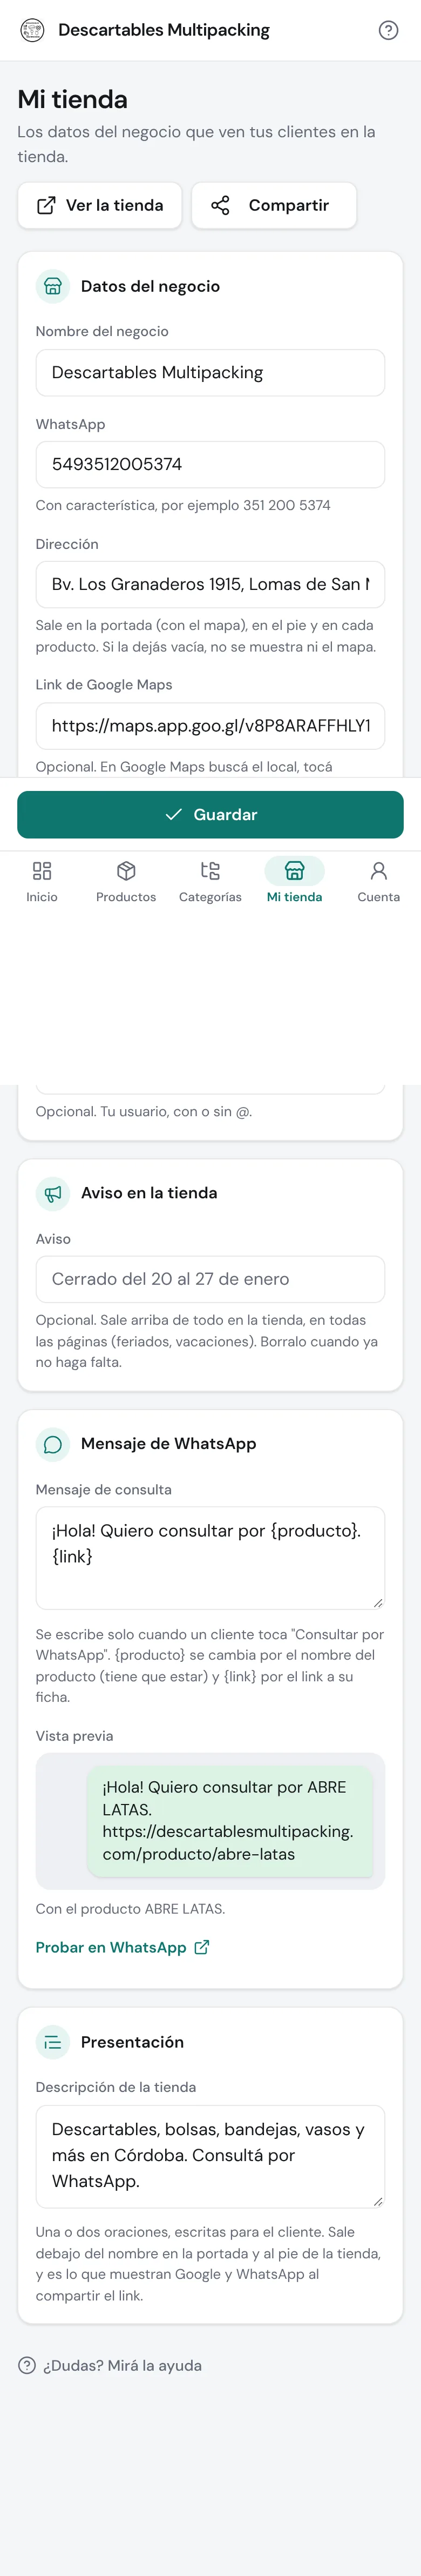 Descartables Multipacking
Mi tienda
Los datos del negocio que ven tus clientes en la
tienda.
Ver la tienda
Compartir
Datos del negocio
Nombre del negocio
Descartables Multipacking
WhatsApp
5493512005374
Con característica, por ejemplo 351 200 5374
Dirección
Bv. Los Granaderos 1915, Lomas de San
Sale en la portada (con el mapa), en el pie y en cada
producto. Si la dejás vacía, no se muestra ni el mapa.
Link de Google Maps
https://maps.app.goo.gl/v8P8ARAFFHLY1
Opcional. En Google Maps buscá el local, tocá
Guardar
Inicio
Productos
Categorías
Mi tienda
Cuenta
Opcional. Tu usuario, con o sin @.
Aviso en la tienda
Aviso
Cerrado del 20 al 27 de enero
Opcional. Sale arriba de todo en la tienda, en todas
las páginas (feriados, vacaciones). Borralo cuando ya
no haga falta.
Mensaje de WhatsApp
Mensaje de consulta
¡Hola! Quiero consultar por {producto}.
{link}
Se escribe solo cuando un cliente toca "Consultar por
WhatsApp". {producto} se cambia por el nombre del
producto (tiene que estar) y {link} por el link a su
ficha.
Vista previa
¡Hola! Quiero consultar por ABRE
LATAS.
https://descartablesmultipacking.
com/producto/abre-latas
Con el producto ABRE LATAS.
Probar en WhatsApp
Presentación
Descripción de la tienda
Descartables, bolsas, bandejas, vasos y
más en Córdoba. Consultá por
WhatsApp.
Una o dos oraciones, escritas para el cliente. Sale
debajo del nombre en la portada y al pie de la tienda,
y es lo que muestran Google y WhatsApp al
compartir el link.
¿Dudas? Mirá la ayuda